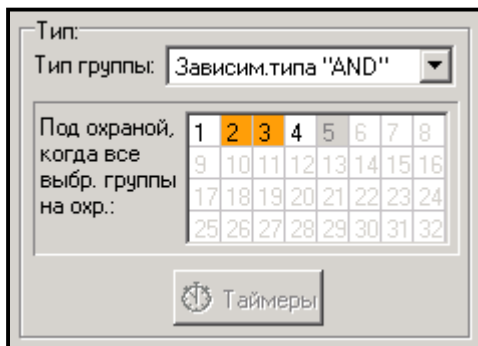 Тип:
Тип группы: Зависим.типа "AND"
Под охраной,
когда все
выбр. группы
на охр.:
1 2 3 4 5 6 7 8
9 10 11 12 13 14 15 16
17 18 19 20 21 22 23 24
25 26 27 28 29 30 31 32
Таймеры